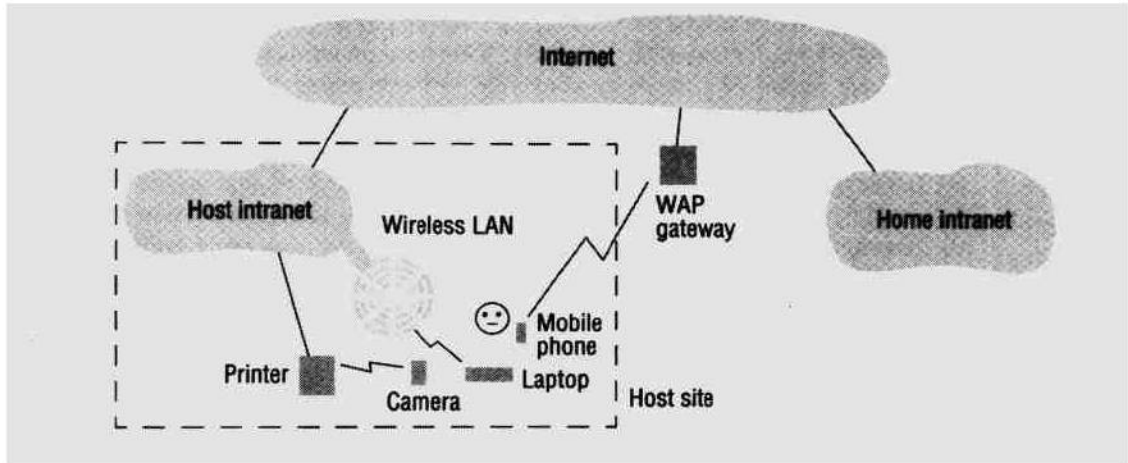 Internet
Host intranet
Wireless LAN
WAP
gateway
Home intranet
Mobile
phone
Printer
Laptop
Camera
Host site